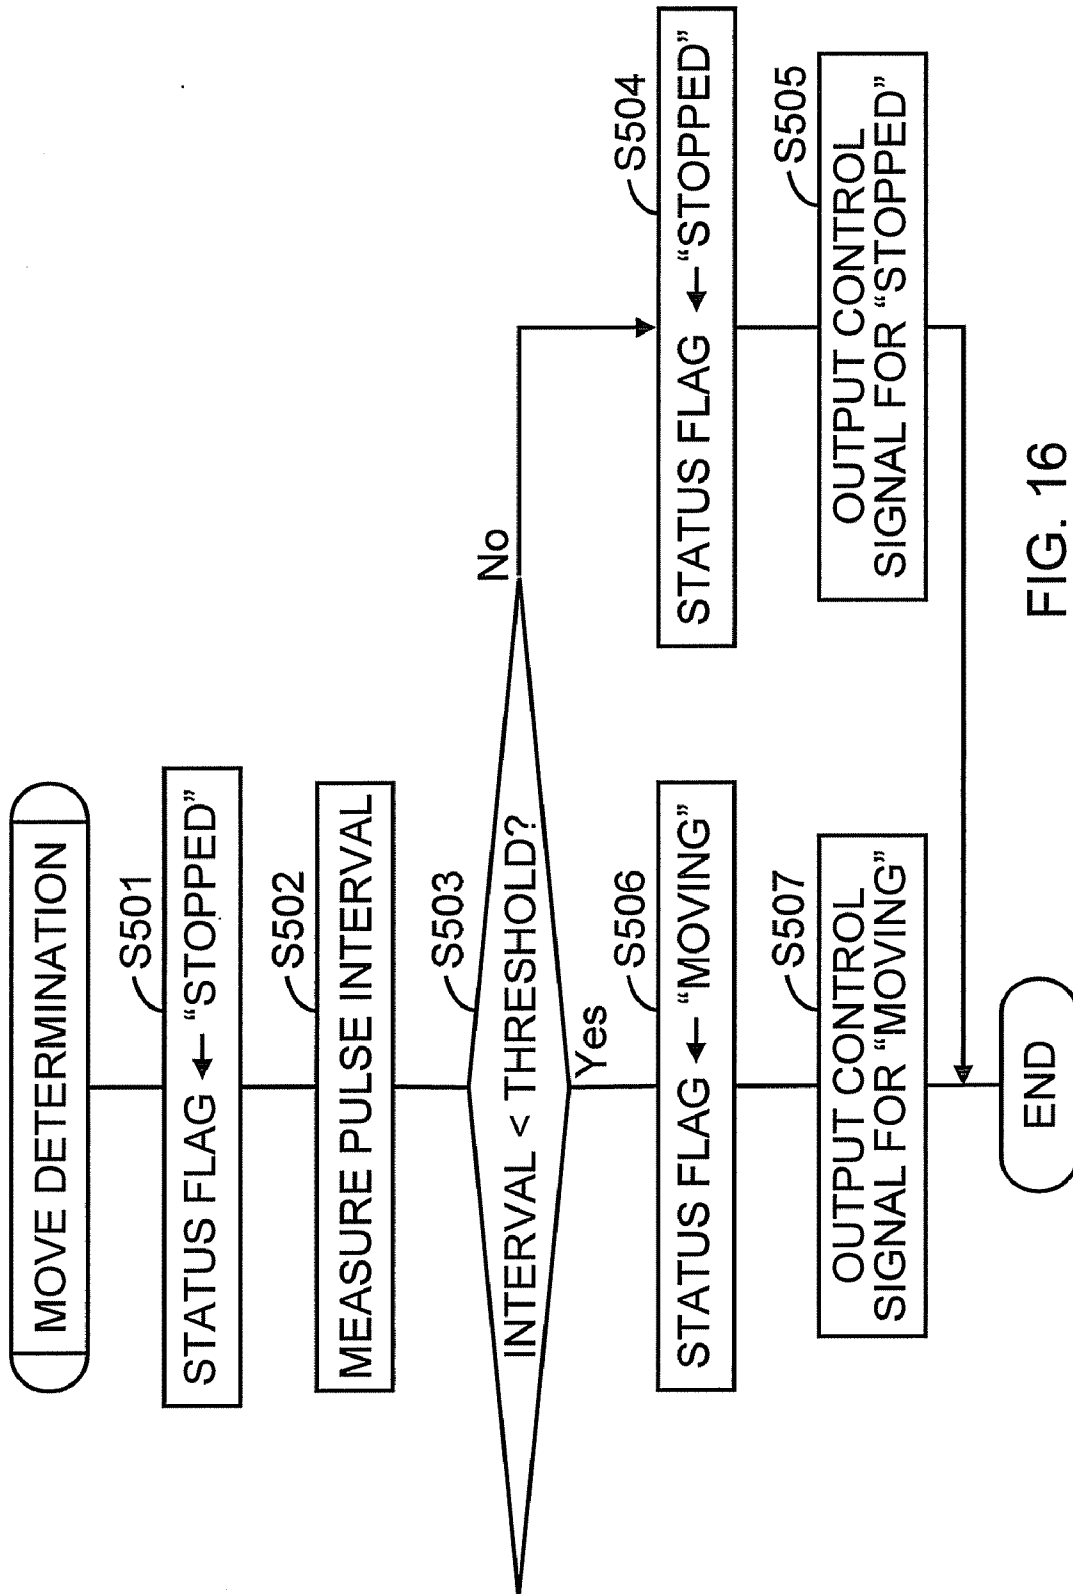 MOVE DETERMINATION
S501
STATUS FLAG ← “STOPPED”
S502
MEASURE PULSE INTERVAL
S503
INTERVAL < THRESHOLD?
No
Yes
S504
STATUS FLAG ← “STOPPED”
S505
OUTPUT CONTROL
SIGNAL FOR “STOPPED”
S506
STATUS FLAG ← “MOVING”
S507
OUTPUT CONTROL
SIGNAL FOR “MOVING”
END
FIG. 16